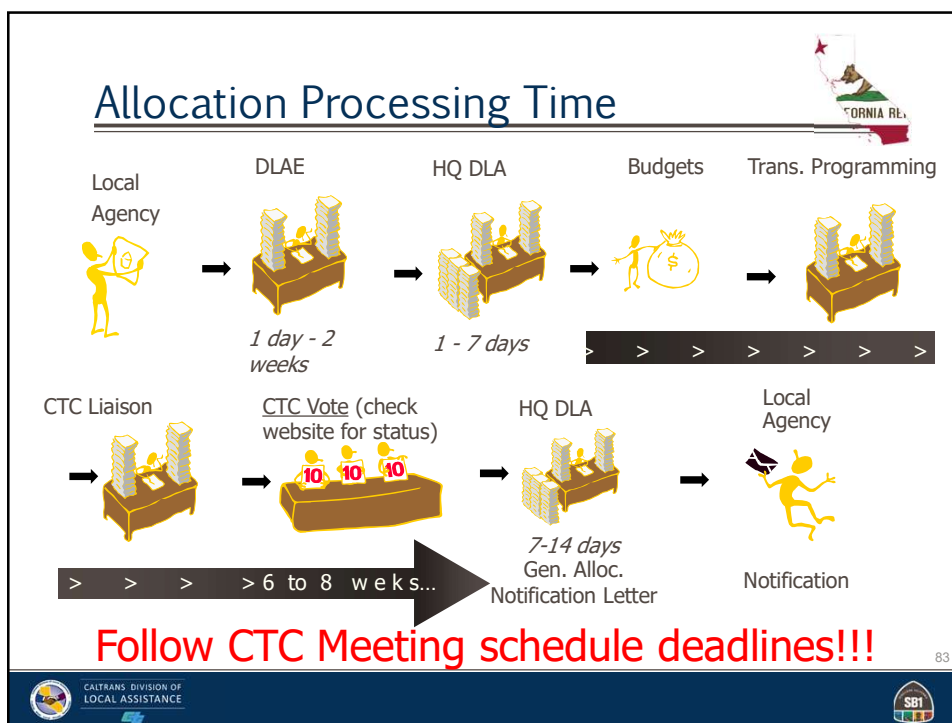 Allocation Processing Time
FORNIA RE
Local
Agency
DLAE
HQ DLA
Budgets
Trans. Programming
$
1 day - 2
weeks
1 - 7 days
> > > > > > >
CTC Liaison
CTC Vote (check
website for status)
HQ DLA
Local
Agency
10 10 10
7-14 days
Gen. Alloc.
Notification Letter
Notification
> > > > 6 to 8 w e k s...
Follow CTC Meeting schedule deadlines!!!
83
CALTRANS DIVISION OF
LOCAL ASSISTANCE
SB1